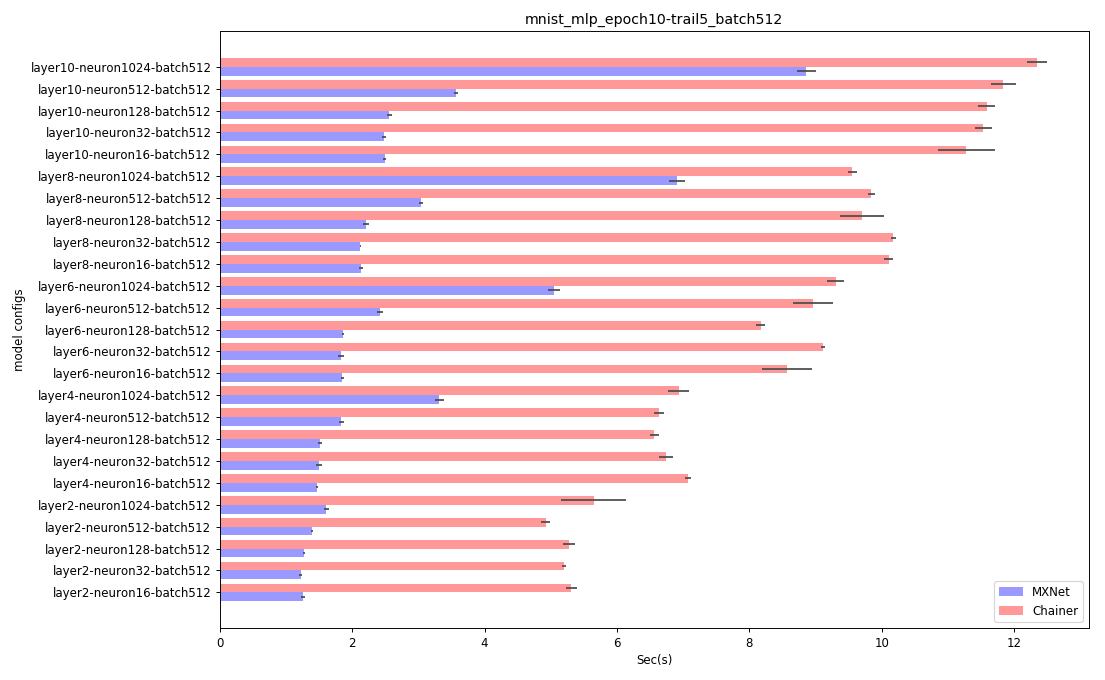 mnist_mlp_epoch10-trail5_batch512
model configs
layer10-neuron1024-batch512
layer10-neuron512-batch512
layer10-neuron128-batch512
layer10-neuron32-batch512
layer10-neuron16-batch512
layer8-neuron1024-batch512
layer8-neuron512-batch512
layer8-neuron128-batch512
layer8-neuron32-batch512
layer8-neuron16-batch512
layer6-neuron1024-batch512
layer6-neuron512-batch512
layer6-neuron128-batch512
layer6-neuron32-batch512
layer6-neuron16-batch512
layer4-neuron1024-batch512
layer4-neuron512-batch512
layer4-neuron128-batch512
layer4-neuron32-batch512
layer4-neuron16-batch512
layer2-neuron1024-batch512
layer2-neuron512-batch512
layer2-neuron128-batch512
layer2-neuron32-batch512
layer2-neuron16-batch512
MXNet
Chainer
0 2 4 6 8 10 12
Sec(s)